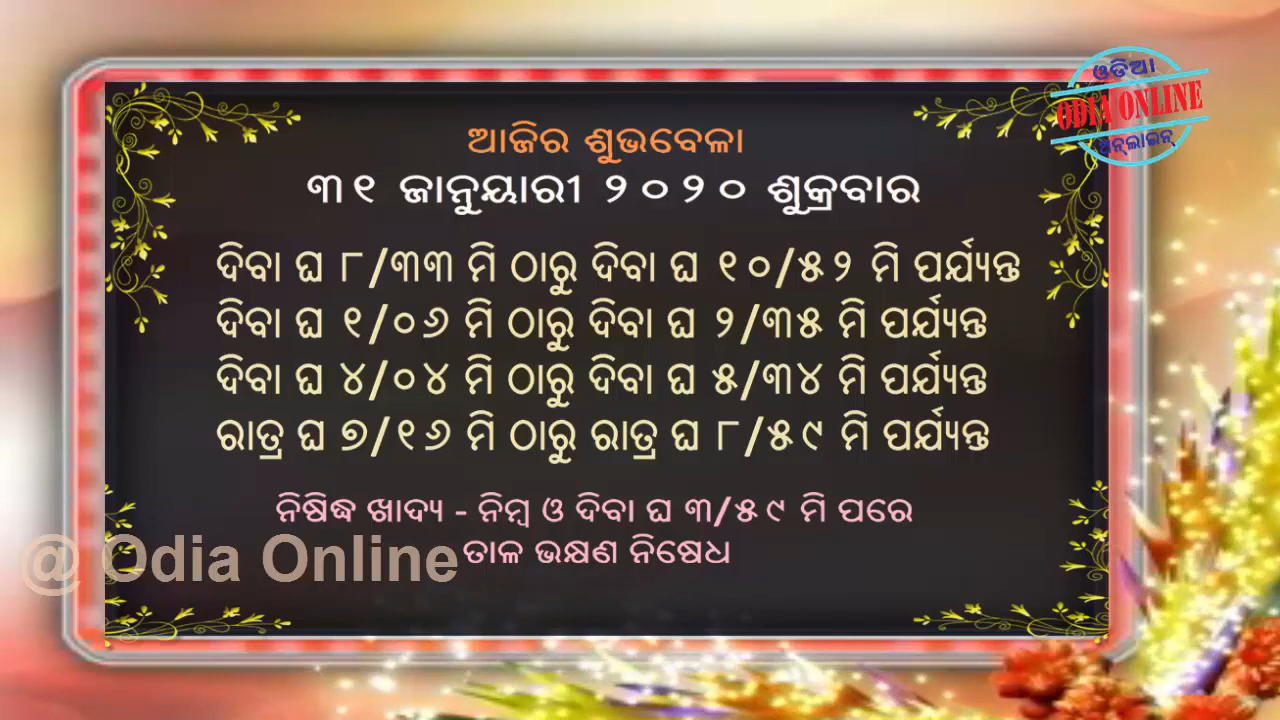 ଓଡିଆ
ODIA ONLINE
ଅନ୍‌ଲାଇନ୍
ଆଜିର ଶୁଭବେଳା
୩୧ ଜାନୁୟାରୀ ୨୦୨୦ ଶୁକ୍ରବାର
ଦିବା ଘ ୮/୩୩ ମି ଠାରୁ ଦିବା ଘ ୧୦/୫୨ ମି ପର୍ଯ୍ୟନ୍ତ
ଦିବା ଘ ୧/୦୬ ମି ଠାରୁ ଦିବା ଘ ୨/୩୫ ମି ପର୍ଯ୍ୟନ୍ତ
ଦିବା ଘ ୪/୦୪ ମି ଠାରୁ ଦିବା ଘ ୫/୩୪ ମି ପର୍ଯ୍ୟନ୍ତ
ରାତ୍ର ଘ ୭/୧୬ ମି ଠାରୁ ରାତ୍ର ଘ ୮/୫୯ ମି ପର୍ଯ୍ୟନ୍ତ
ନିଷିଦ୍ଧ ଖାଦ୍ୟ - ନିମ୍ବ ଓ ଦିବା ଘ ୩/୫୯ ମି ପରେ
ତାଳ ଭକ୍ଷଣ ନିଷେଧ
@ Odia Online